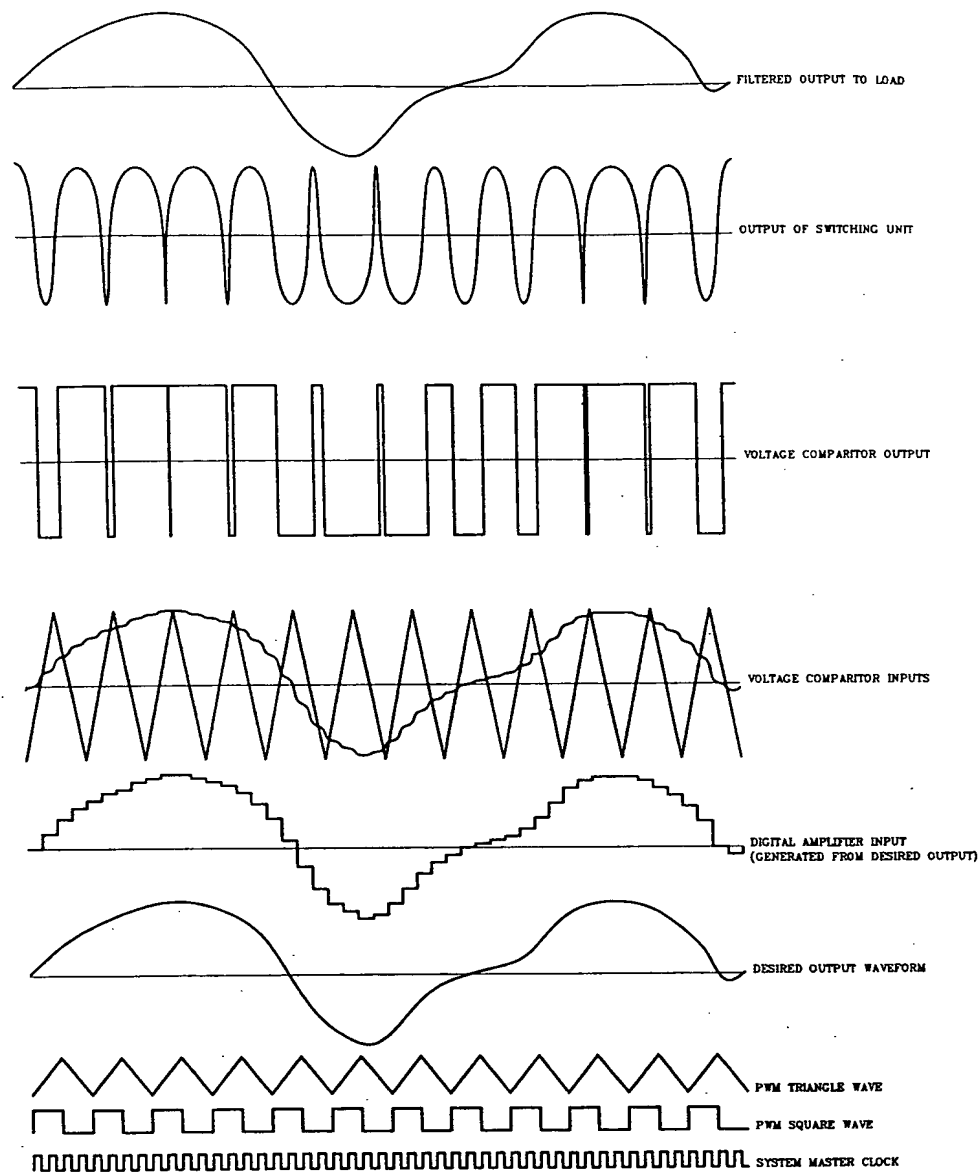 FILTERED OUTPUT TO LOAD
OUTPUT OF SWITCHING UNIT
VOLTAGE COMPARITOR OUTPUT
VOLTAGE COMPARITOR INPUTS
DIGITAL AMPLIFIER INPUT
(GENERATED FROM DESIRED OUTPUT)
DESIRED OUTPUT WAVEFORM
PWM TRIANGLE WAVE
PWM SQUARE WAVE
SYSTEM MASTER CLOCK